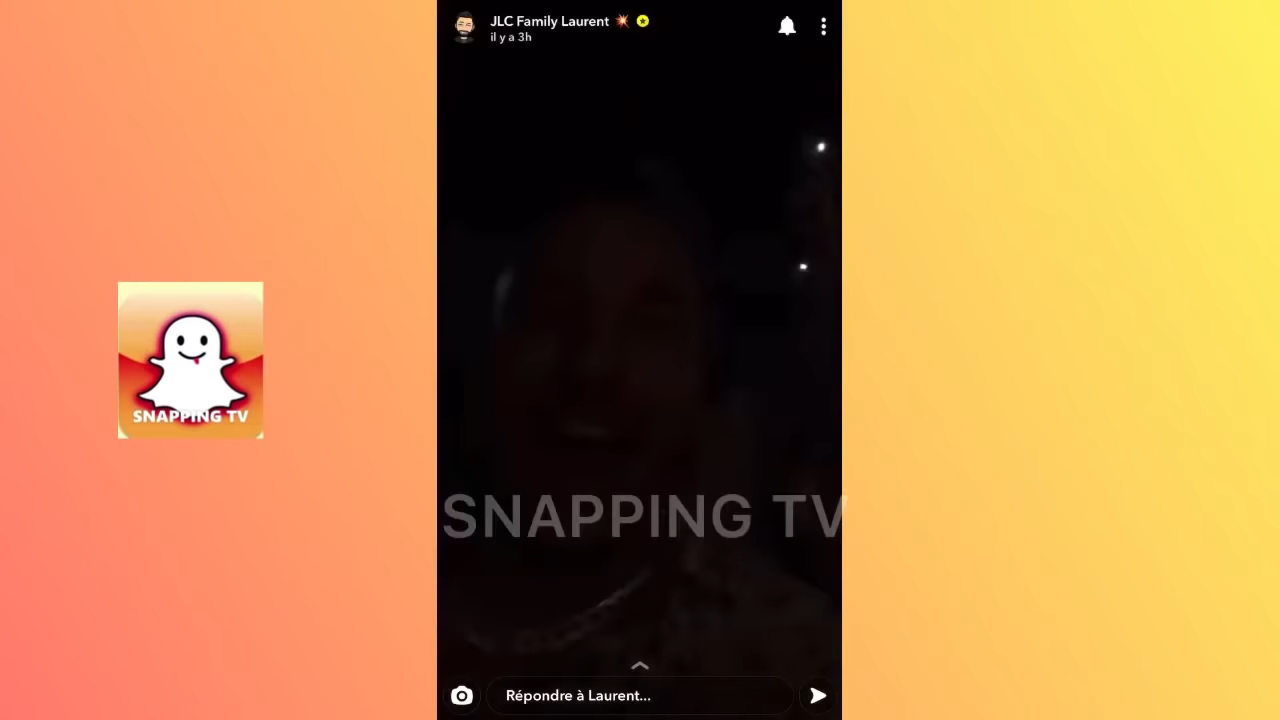 JLC Family Laurent
il y a 3h
SNAPPING TV
SNAPPING TV
Répondre à Laurent...